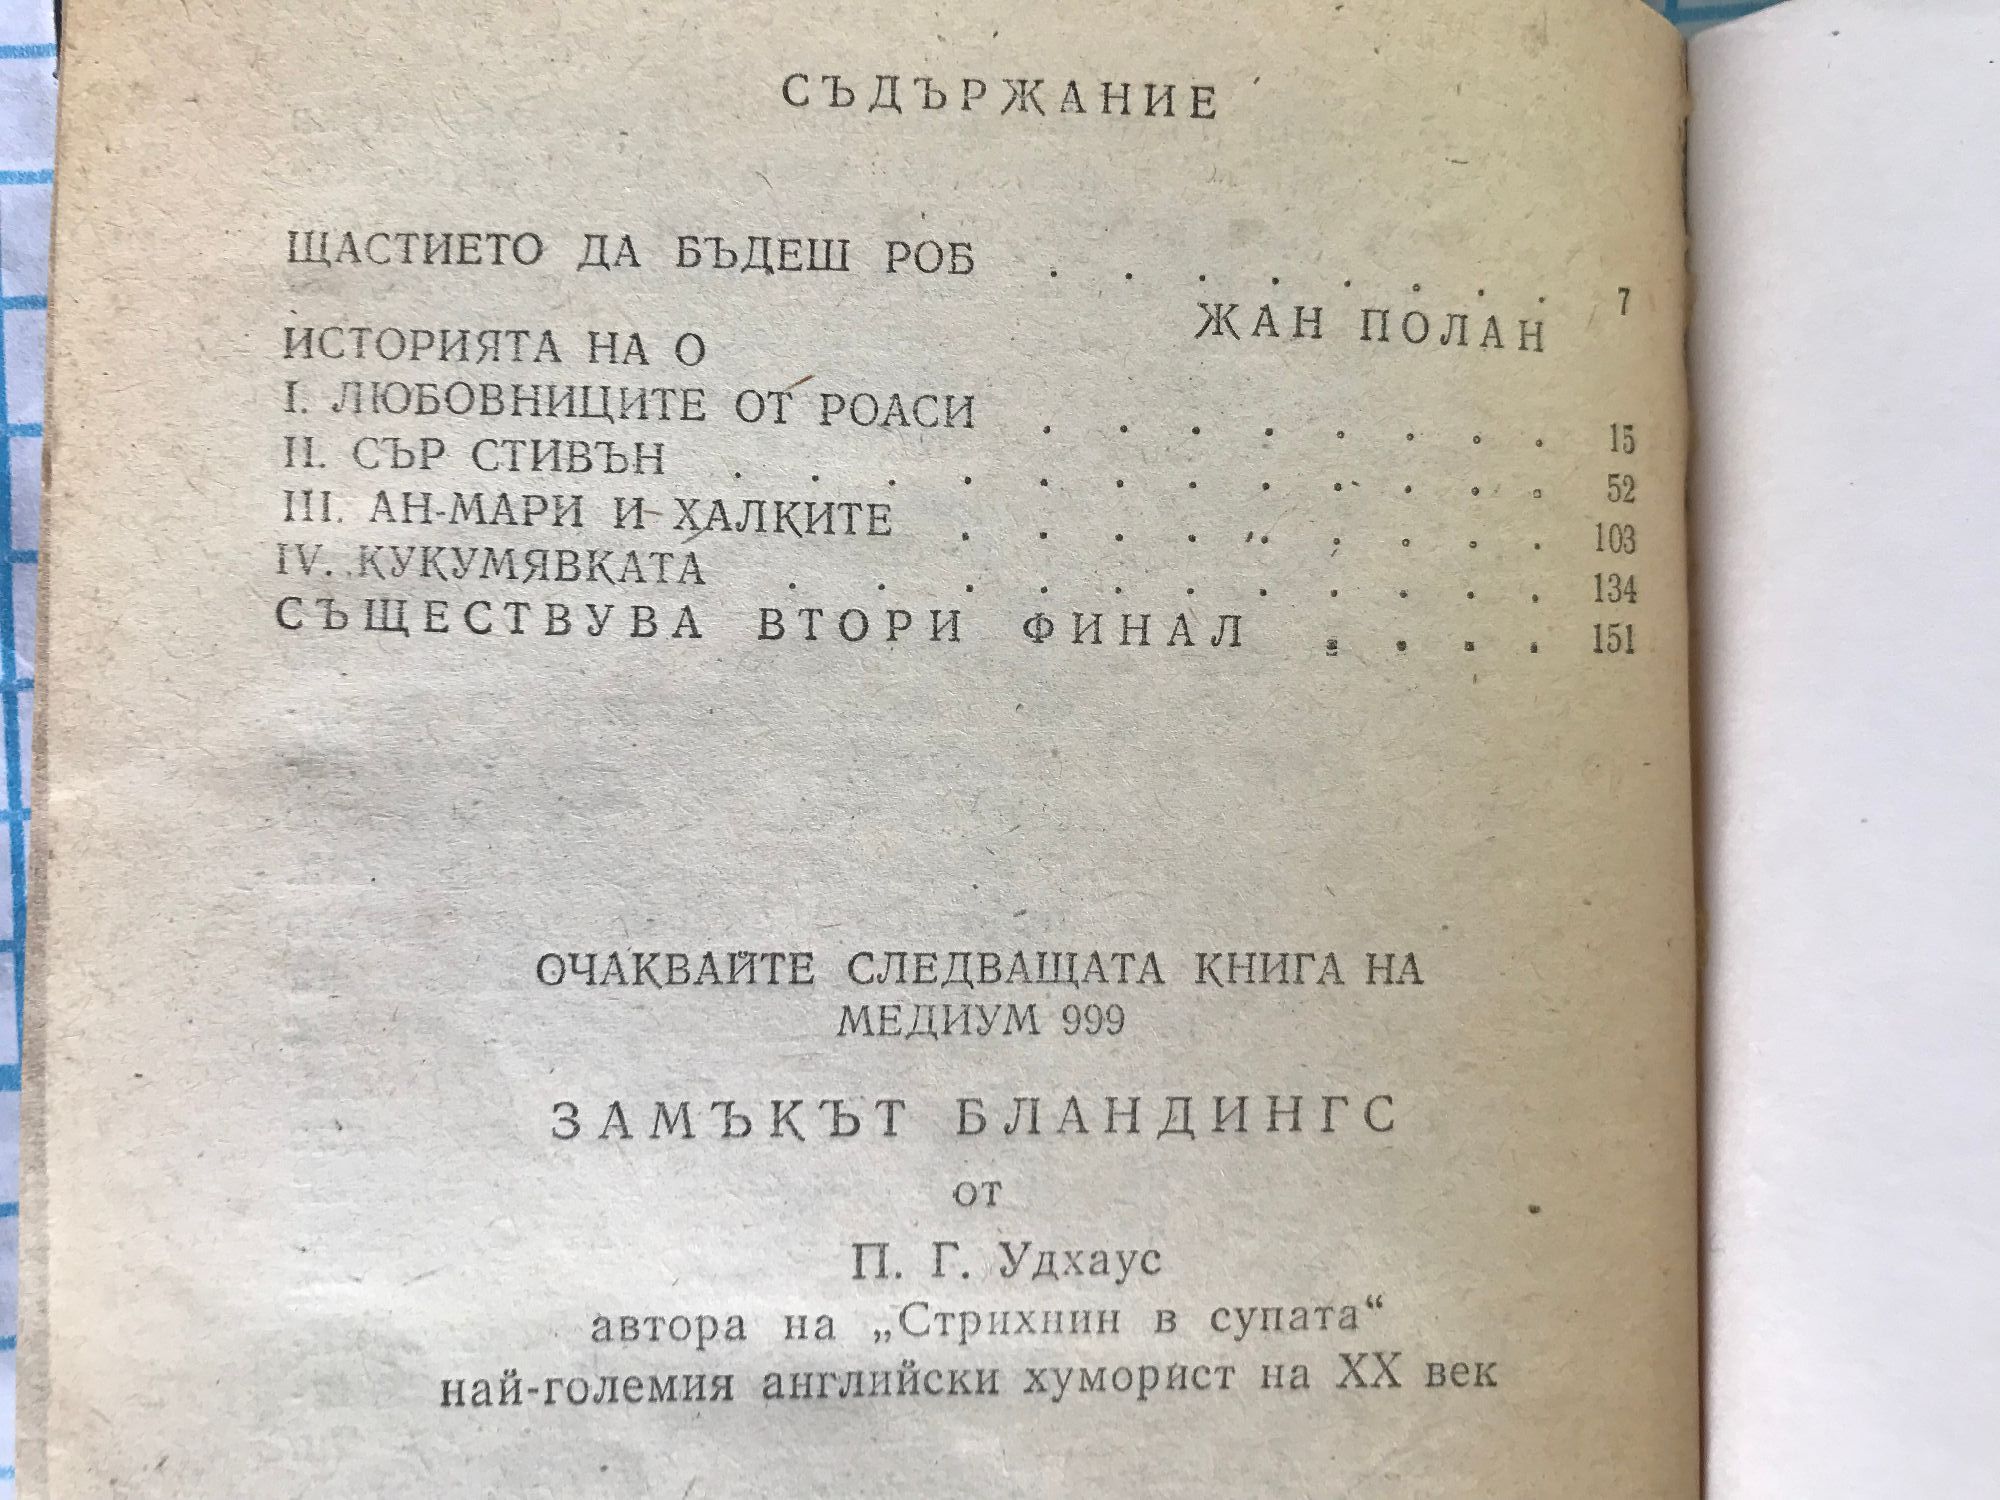 СЪДЪРЖАНИЕ
ЩАСТИЕТО ДА БЪДЕШ РОБ . . . . . . . . 7
ЖАН ПОЛАН
ИСТОРИЯТА НА О
I. ЛЮБОВНИЦИТЕ ОТ РОАСИ . . . . . . . . 15
II. СЪР СТИВЪН . . . . . . . . . . . 52
III. АН-МАРИ И ХАЛКИТЕ . . . . . . . . . 103
IV. КУКУМЯВКАТА . . . . . . . . . . . 134
СЪЩЕСТВУВА ВТОРИ ФИНАЛ . . . . 151
ОЧАКВАЙТЕ СЛЕДВАЩАТА КНИГА НА
МЕДИУМ 999
ЗАМЪКЪТ БЛАНДИНГС
от
П. Г. Удхаус
автора на „Стрихнин в супата“
най-големия английски хуморист на XX век